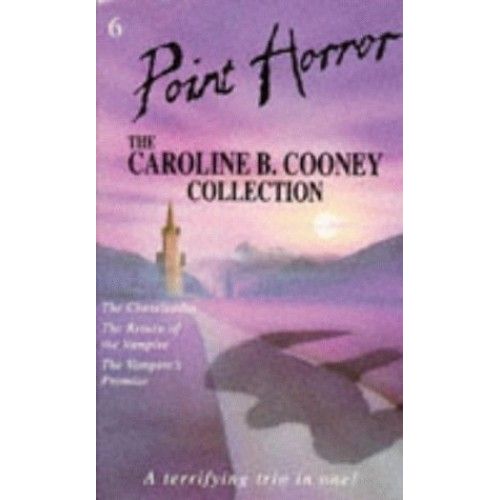 6
Point Horror
THE
CAROLINE B. COONEY
COLLECTION
The Cheerleader
The Return of
the Vampire
The Vampire's
Promise
A terrifying trio in one!